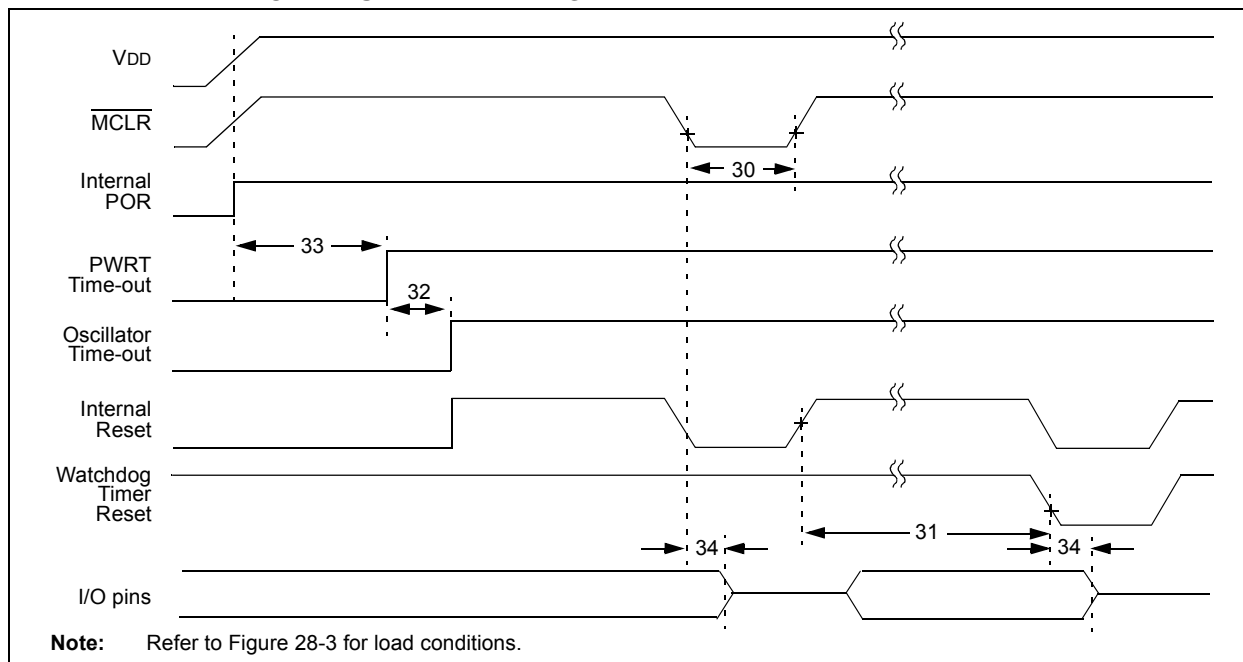 VDD
MCLR
30
Internal
POR
33
PWRT
Time-out
32
Oscillator
Time-out
Internal
Reset
Watchdog
Timer
Reset
31
34
34
I/O pins
Note: Refer to Figure 28-3 for load conditions.